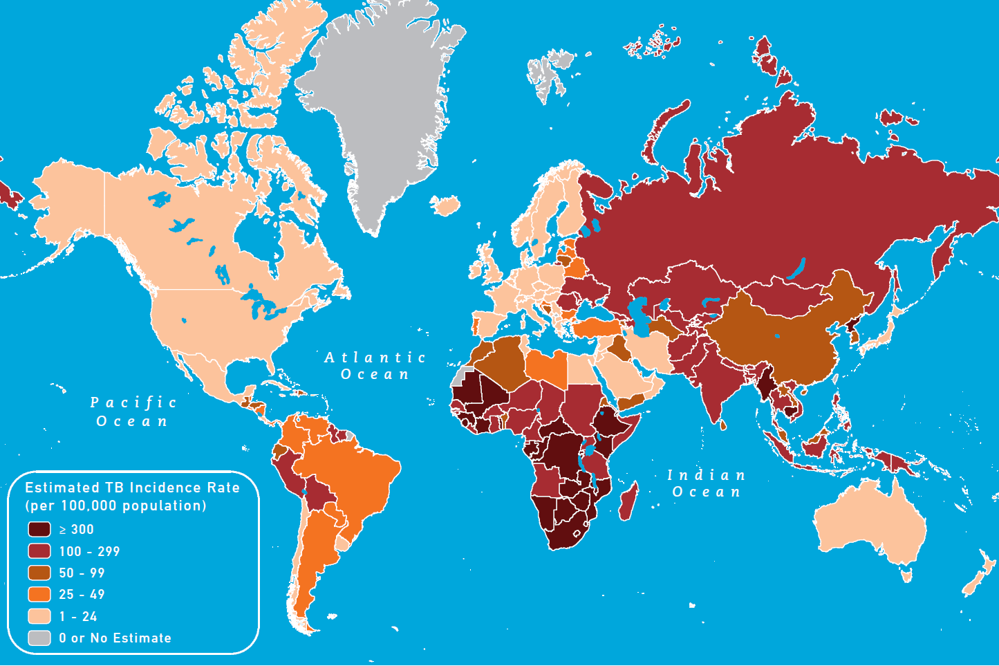 Atlantic
Ocean
Pacific
Ocean
Indian
Ocean
Estimated TB Incidence Rate
(per 100,000 population)
≥ 300
100 - 299
50 - 99
25 - 49
1 - 24
0 or No Estimate